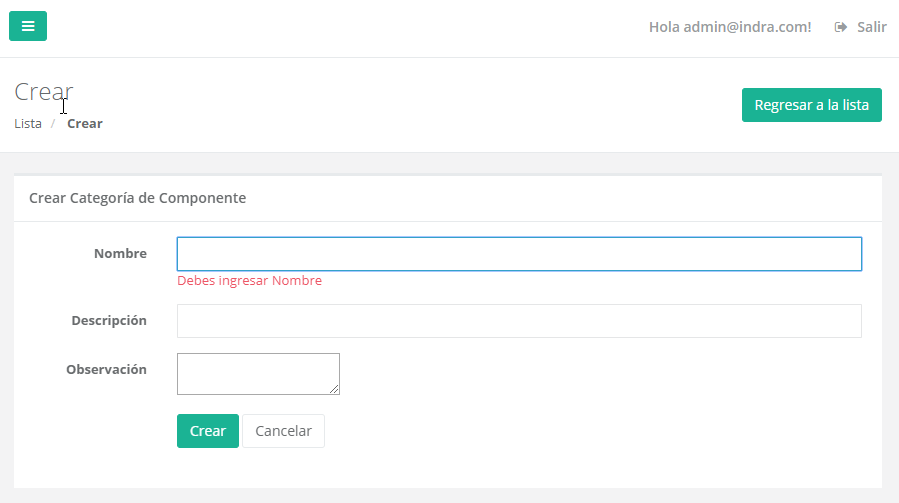 Hola admin@indra.com! Salir
Crear
Regresar a la lista
Lista / Crear
Crear Categoría de Componente
Nombre
Debes ingresar Nombre
Descripción
Observación
Crear Cancelar